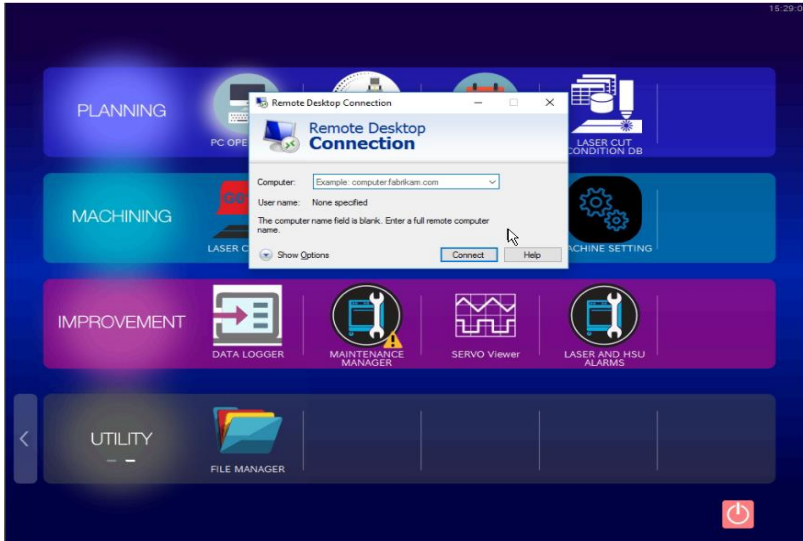 15:29:0
PLANNING
PC OPE
LASER CUT
CONDITION DB
Remote Desktop Connection
Remote Desktop
Connection
Computer:
Example: computer.fabrikam.com
User name:
None specified
The computer name field is blank. Enter a full remote computer
name.
Show Options
Connect
Help
MACHINING
LASER C
ACHINE SETTING
IMPROVEMENT
DATA LOGGER
MAINTENANCE
MANAGER
SERVO Viewer
LASER AND HSU
ALARMS
UTILITY
FILE MANAGER